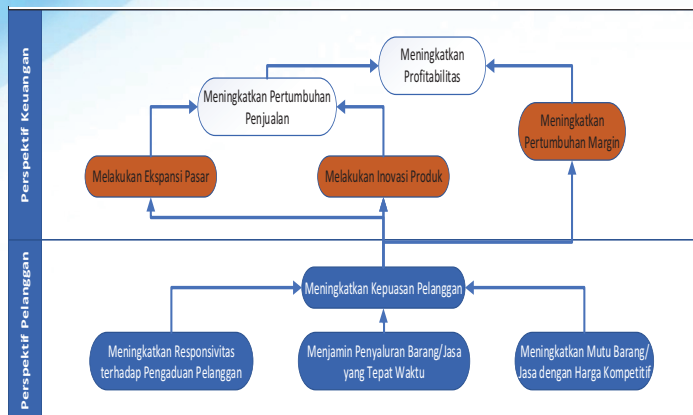 Perspektif Keuangan
Meningkatkan
Profitabilitas
Meningkatkan Pertumbuhan
Penjualan
Meningkatkan
Pertumbuhan Margin
Melakukan Ekspansi Pasar
Melakukan Inovasi Produk
Perspektif Pelanggan
Meningkatkan Kepuasan Pelanggan
Meningkatkan Responsivitas
terhadap Pengaduan Pelanggan
Menjamin Penyaluran Barang/Jasa
yang Tepat Waktu
Meningkatkan Mutu Barang/
Jasa dengan Harga Kompetitif